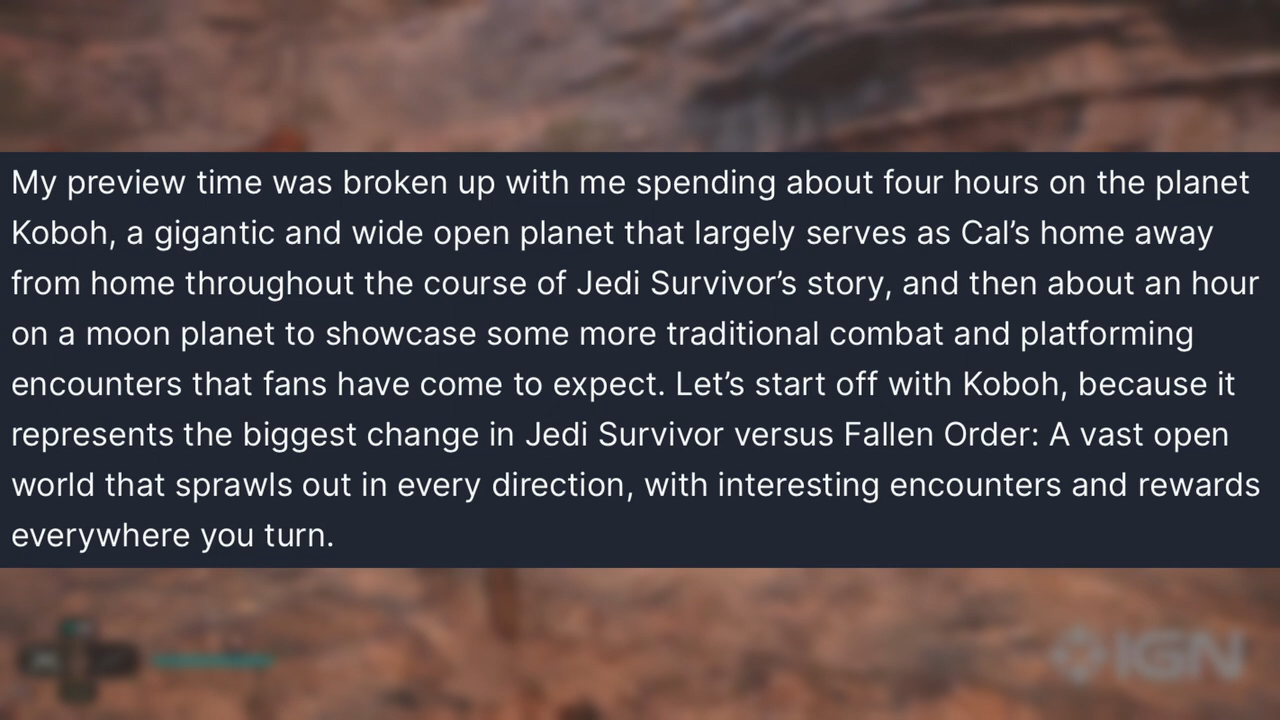 My preview time was broken up with me spending about four hours on the planet
Koboh, a gigantic and wide open planet that largely serves as Cal’s home away
from home throughout the course of Jedi Survivor’s story, and then about an hour
on a moon planet to showcase some more traditional combat and platforming
encounters that fans have come to expect. Let’s start off with Koboh, because it
represents the biggest change in Jedi Survivor versus Fallen Order: A vast open
world that sprawls out in every direction, with interesting encounters and rewards
everywhere you turn.
IGN